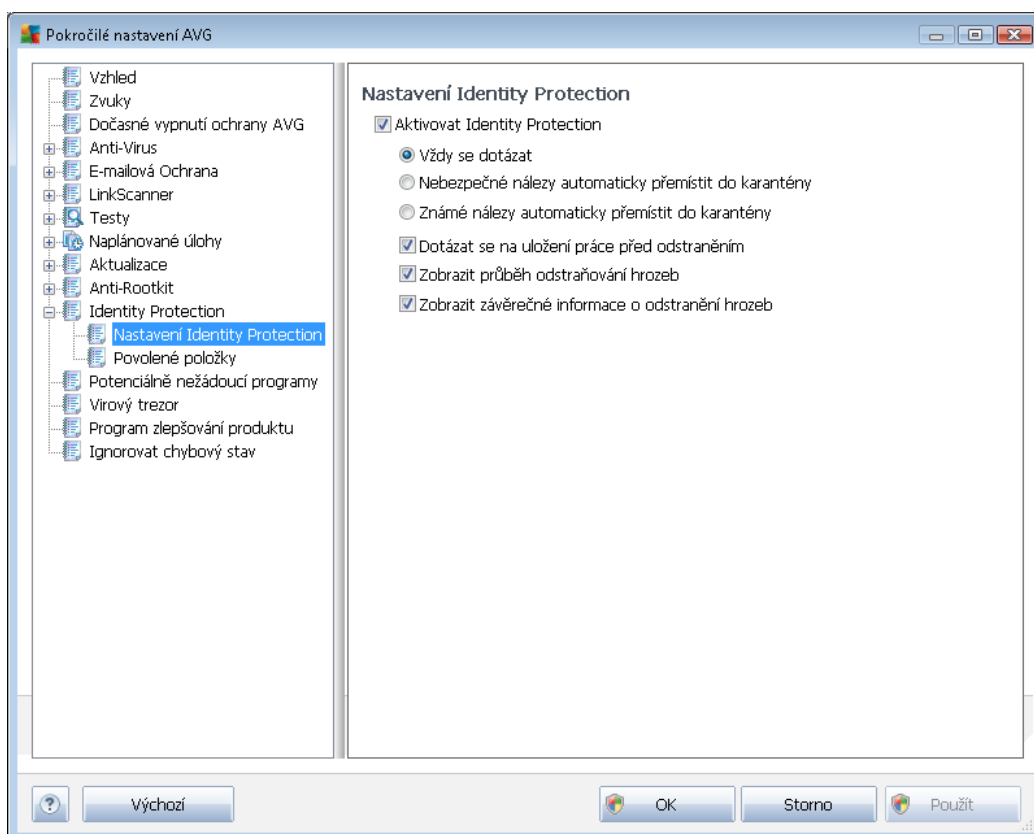 Pokročilé nastavení AVG
Vzhled
Zvuky
Dočasné vypnutí ochrany AVG
Anti-Virus
E-mailová Ochrana
LinkScanner
Testy
Naplánované úlohy
Aktualizace
Anti-Rootkit
Identity Protection
Nastavení Identity Protection
Povolené položky
Potenciálně nežádoucí programy
Virový trezor
Program zlepšování produktu
Ignorovat chybový stav
Nastavení Identity Protection
Aktivovat Identity Protection
Vždy se dotázat
Nebezpečné nálezy automaticky přemístit do karantény
Známé nálezy automaticky přemístit do karantény
Dotázat se na uložení práce před odstraněním
Zobrazit průběh odstraňování hrozeb
Zobrazit závěrečné informace o odstranění hrozeb
? Výchozí OK Storno Použít